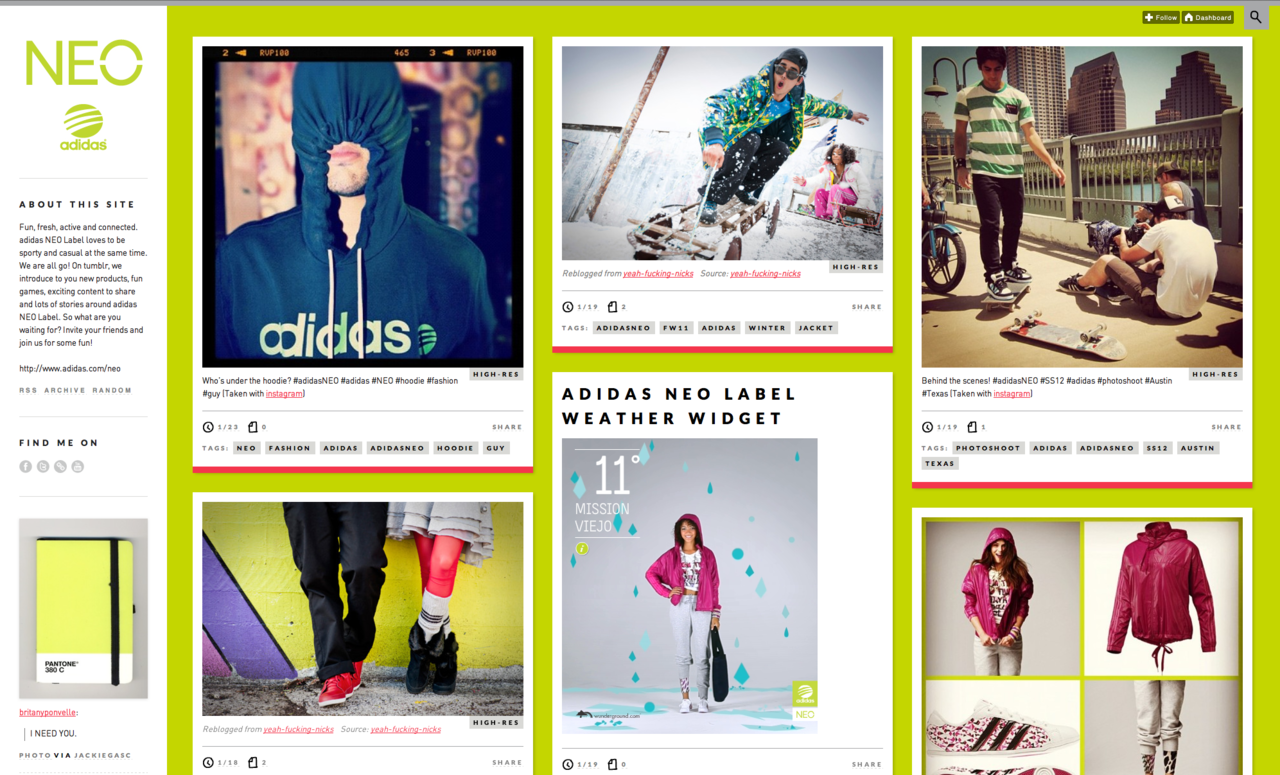 Follow
Dashboard
NEO
adidas
ABOUT THIS SITE
Fun, fresh, active and connected.
adidas NEO Label loves to be
sporty and casual at the same time.
We are all go! On tumblr, we
introduce to you new products, fun
games, exciting content to share
and lots of stories around adidas
NEO Label. So what are you
waiting for? Invite your friends and
join us for some fun!
http://www.adidas.com/neo
RSS ARCHIVE RANDOM
FIND ME ON
PANTONE®
380 C
britanyponvelle:
I NEED YOU.
PHOTO VIA JACKIEGASC
2 RVP100 465 3 RVP100
adidas
HIGH-RES
Who's under the hoodie? #adidasNEO #adidas #NEO #hoodie #fashion
#guy (Taken with instagram)
1/23 0 SHARE
TAGS: NEO FASHION ADIDAS ADIDASNEO HOODIE GUY
HIGH-RES
Reblogged from yeah-fucking-nicks Source: yeah-fucking-nicks
1/18 2 SHARE
HIGH-RES
Reblogged from yeah-fucking-nicks Source: yeah-fucking-nicks
1/19 2 SHARE
TAGS: ADIDASNEO FW11 ADIDAS WINTER JACKET
ADIDAS NEO LABEL
WEATHER WIDGET
11°
MISSION
VIEJO
i
wunderground.com
adidas
NEO
1/19 0 SHARE
HIGH-RES
Behind the scenes! #adidasNEO #SS12 #adidas #photoshoot #Austin
#Texas (Taken with instagram)
1/19 1 SHARE
TAGS: PHOTOSHOOT ADIDAS ADIDASNEO SS12 AUSTIN
TEXAS